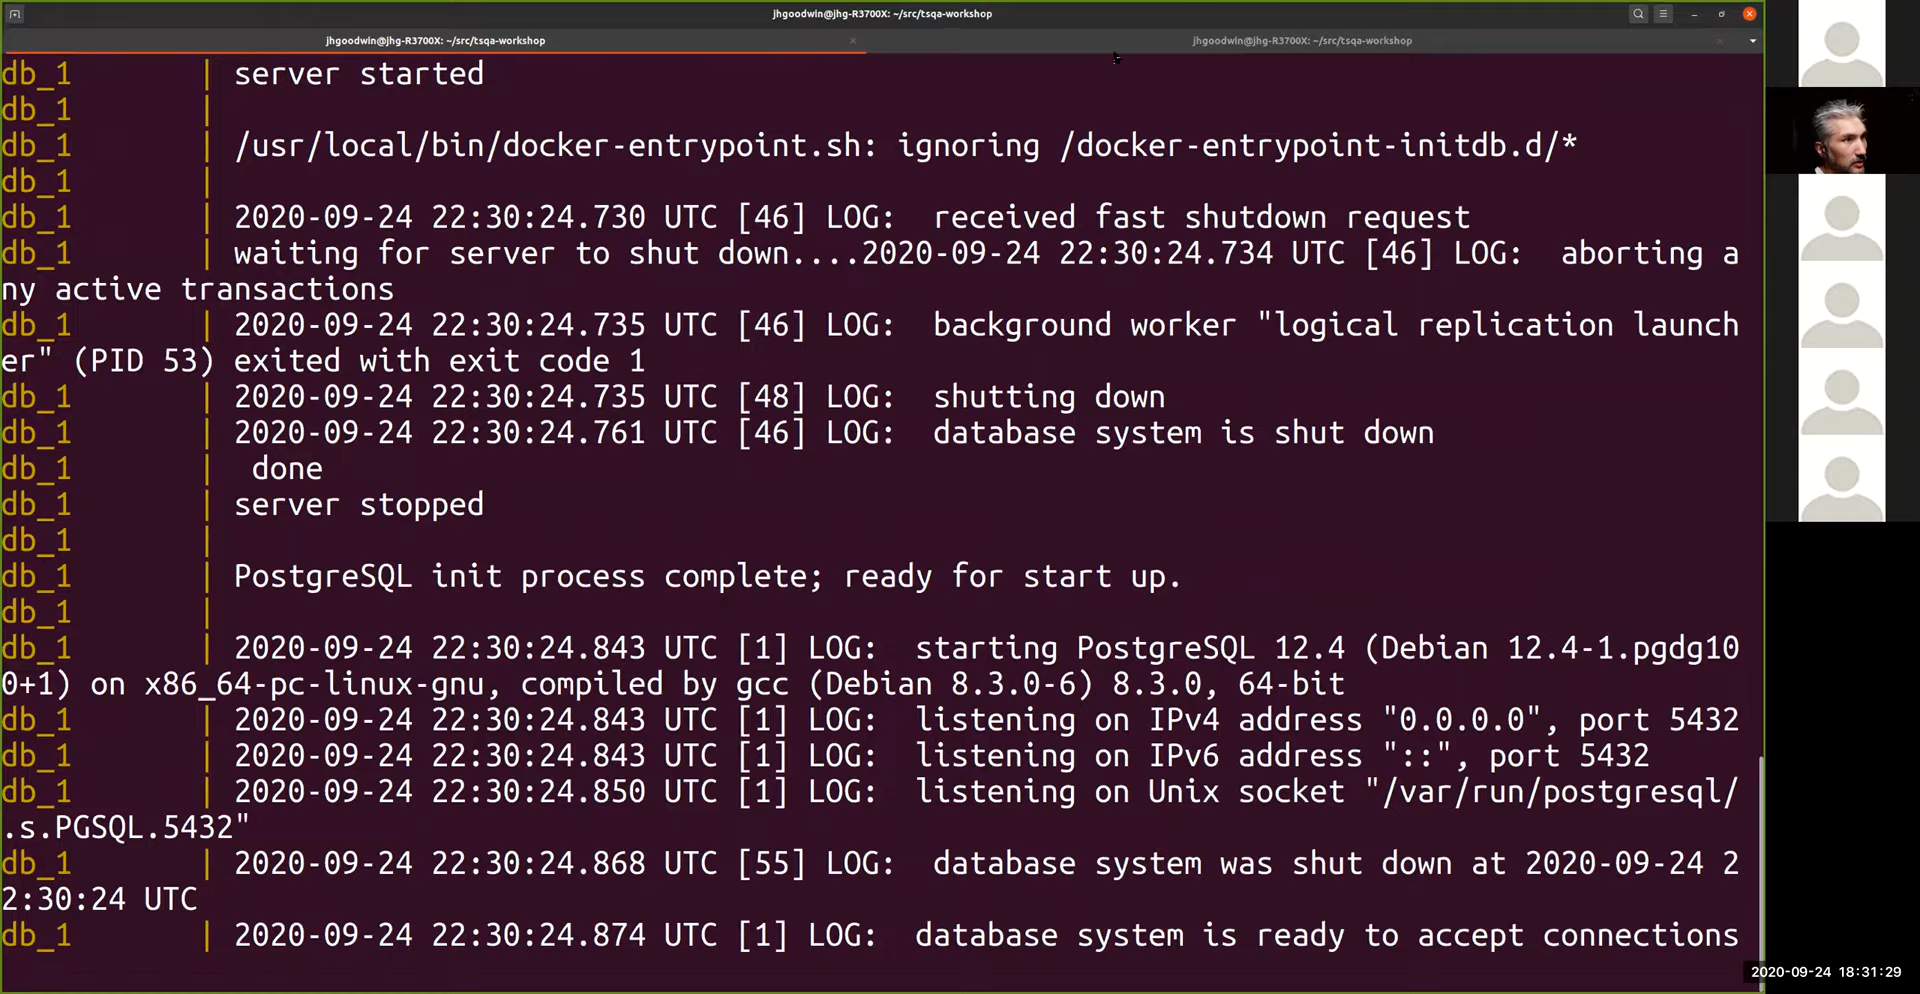 jhgoodwin@jhg-R3700X: ~/src/tsqa-workshop
jhgoodwin@jhg-R3700X: ~/src/tsqa-workshop
jhgoodwin@jhg-R3700X: ~/src/tsqa-workshop
db_1 | server started
db_1 |
db_1 | /usr/local/bin/docker-entrypoint.sh: ignoring /docker-entrypoint-initdb.d/*
db_1 |
db_1 | 2020-09-24 22:30:24.730 UTC [46] LOG:  received fast shutdown request
db_1 | waiting for server to shut down....2020-09-24 22:30:24.734 UTC [46] LOG:  aborting a
ny active transactions
db_1 | 2020-09-24 22:30:24.735 UTC [46] LOG:  background worker "logical replication launch
er" (PID 53) exited with exit code 1
db_1 | 2020-09-24 22:30:24.735 UTC [48] LOG:  shutting down
db_1 | 2020-09-24 22:30:24.761 UTC [46] LOG:  database system is shut down
db_1 |  done
db_1 | server stopped
db_1 |
db_1 | PostgreSQL init process complete; ready for start up.
db_1 |
db_1 | 2020-09-24 22:30:24.843 UTC [1] LOG:  starting PostgreSQL 12.4 (Debian 12.4-1.pgdg10
0+1) on x86_64-pc-linux-gnu, compiled by gcc (Debian 8.3.0-6) 8.3.0, 64-bit
db_1 | 2020-09-24 22:30:24.843 UTC [1] LOG:  listening on IPv4 address "0.0.0.0", port 5432
db_1 | 2020-09-24 22:30:24.843 UTC [1] LOG:  listening on IPv6 address "::", port 5432
db_1 | 2020-09-24 22:30:24.850 UTC [1] LOG:  listening on Unix socket "/var/run/postgresql/
.s.PGSQL.5432"
db_1 | 2020-09-24 22:30:24.868 UTC [55] LOG:  database system was shut down at 2020-09-24 2
2:30:24 UTC
db_1 | 2020-09-24 22:30:24.874 UTC [1] LOG:  database system is ready to accept connections
2020-09-24 18:31:29